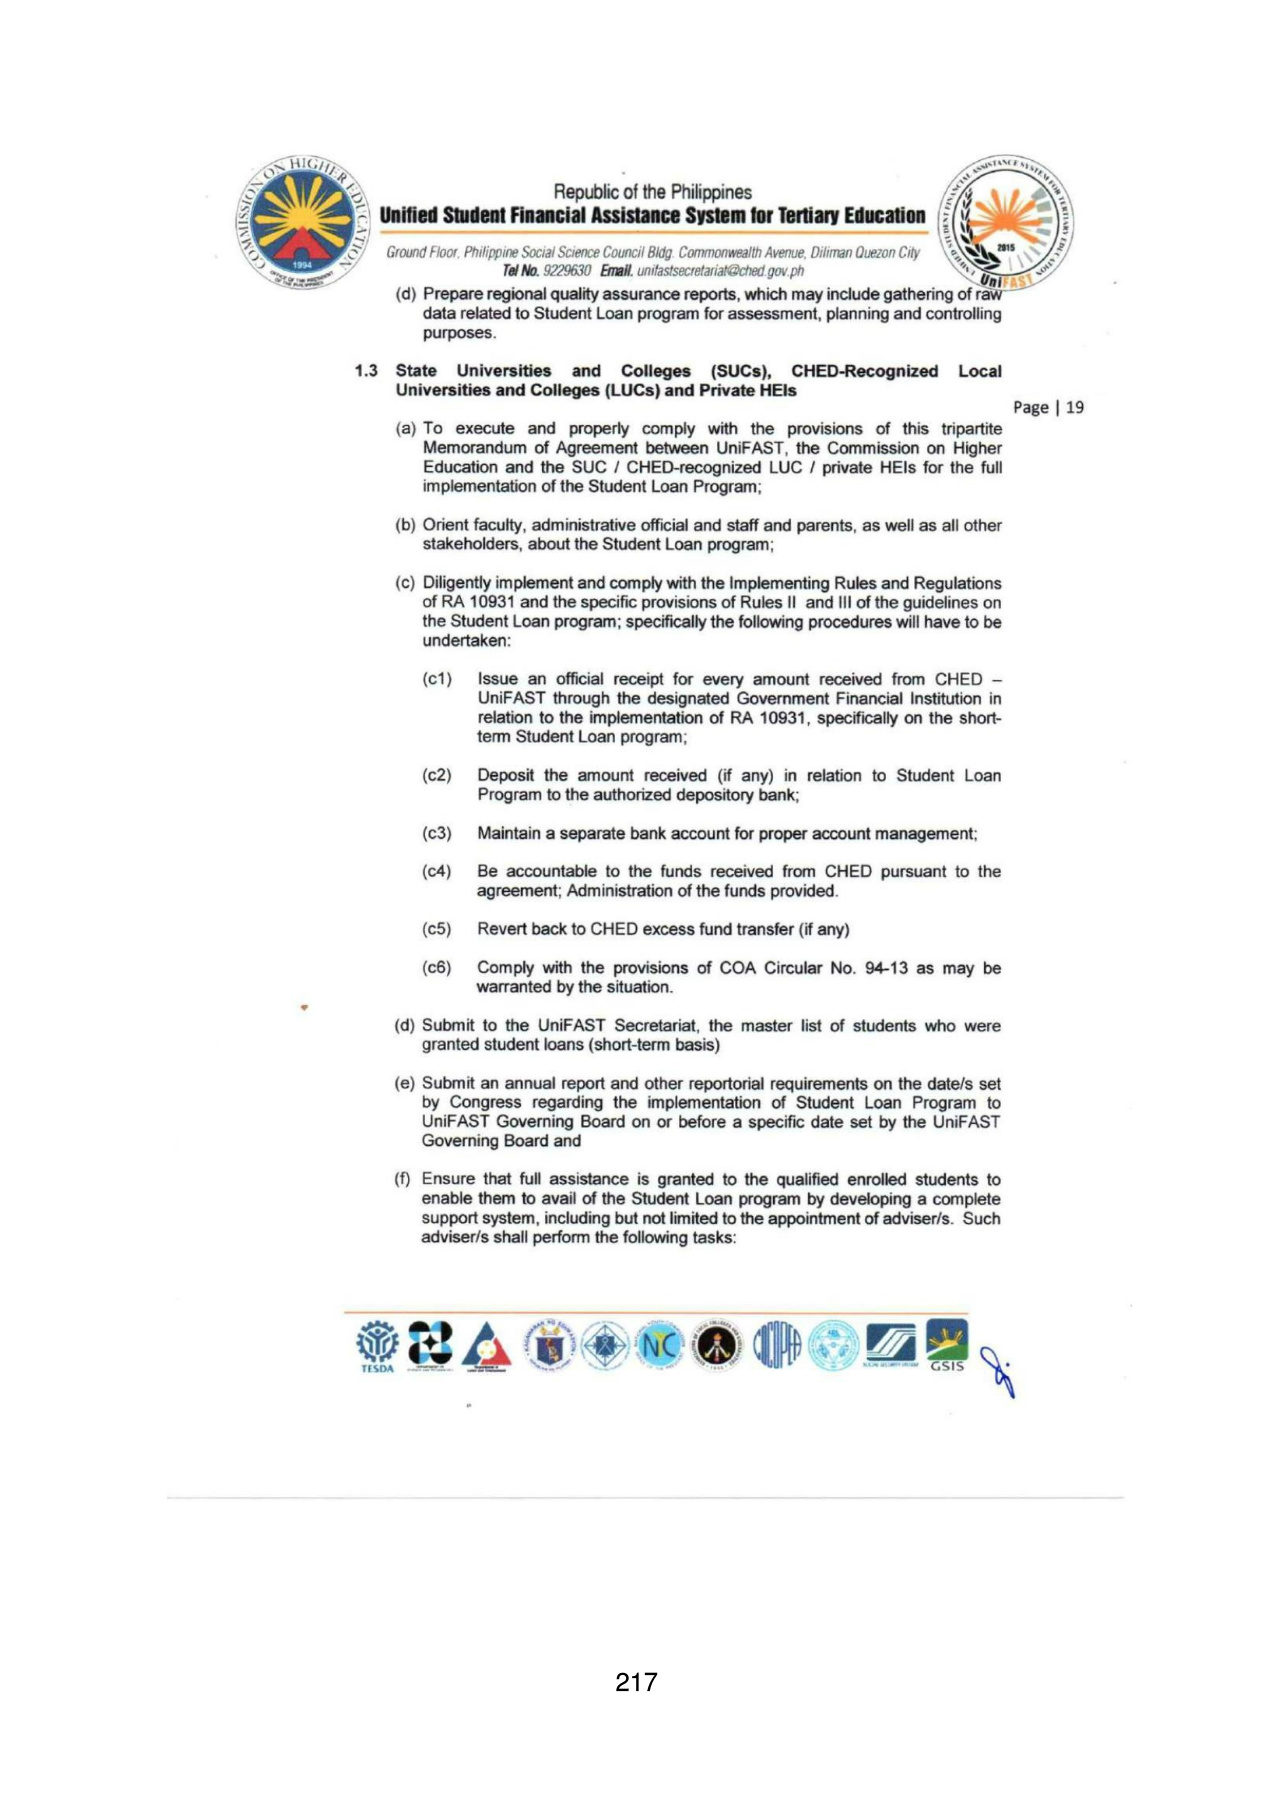 COMMISSION ON HIGHER EDUCATION
1994
OFFICE OF THE PRESIDENT
OF THE PHILIPPINES
Republic of the Philippines
Unified Student Financial Assistance System for Tertiary Education
Ground Floor, Philippine Social Science Council Bldg. Commonwealth Avenue, Diliman Quezon City
Tel No. 9229630 Email. unifastsecretariat@ched.gov.ph
UNIFIED STUDENT FINANCIAL ASSISTANCE SYSTEM FOR TERTIARY EDUCATION
2015
UniFAST
(d) Prepare regional quality assurance reports, which may include gathering of raw
data related to Student Loan program for assessment, planning and controlling
purposes.
1.3 State Universities and Colleges (SUCs), CHED-Recognized Local
Universities and Colleges (LUCs) and Private HEIs
Page | 19
(a) To execute and properly comply with the provisions of this tripartite
Memorandum of Agreement between UniFAST, the Commission on Higher
Education and the SUC / CHED-recognized LUC / private HEIs for the full
implementation of the Student Loan Program;
(b) Orient faculty, administrative official and staff and parents, as well as all other
stakeholders, about the Student Loan program;
(c) Diligently implement and comply with the Implementing Rules and Regulations
of RA 10931 and the specific provisions of Rules II and III of the guidelines on
the Student Loan program; specifically the following procedures will have to be
undertaken:
(c1) Issue an official receipt for every amount received from CHED –
UniFAST through the designated Government Financial Institution in
relation to the implementation of RA 10931, specifically on the short-
term Student Loan program;
(c2) Deposit the amount received (if any) in relation to Student Loan
Program to the authorized depository bank;
(c3) Maintain a separate bank account for proper account management;
(c4) Be accountable to the funds received from CHED pursuant to the
agreement; Administration of the funds provided.
(c5) Revert back to CHED excess fund transfer (if any)
(c6) Comply with the provisions of COA Circular No. 94-13 as may be
warranted by the situation.
(d) Submit to the UniFAST Secretariat, the master list of students who were
granted student loans (short-term basis)
(e) Submit an annual report and other reportorial requirements on the date/s set
by Congress regarding the implementation of Student Loan Program to
UniFAST Governing Board on or before a specific date set by the UniFAST
Governing Board and
(f) Ensure that full assistance is granted to the qualified enrolled students to
enable them to avail of the Student Loan program by developing a complete
support system, including but not limited to the appointment of adviser/s. Such
adviser/s shall perform the following tasks:
TESDA
NYC
COCOPEA
GSIS
217